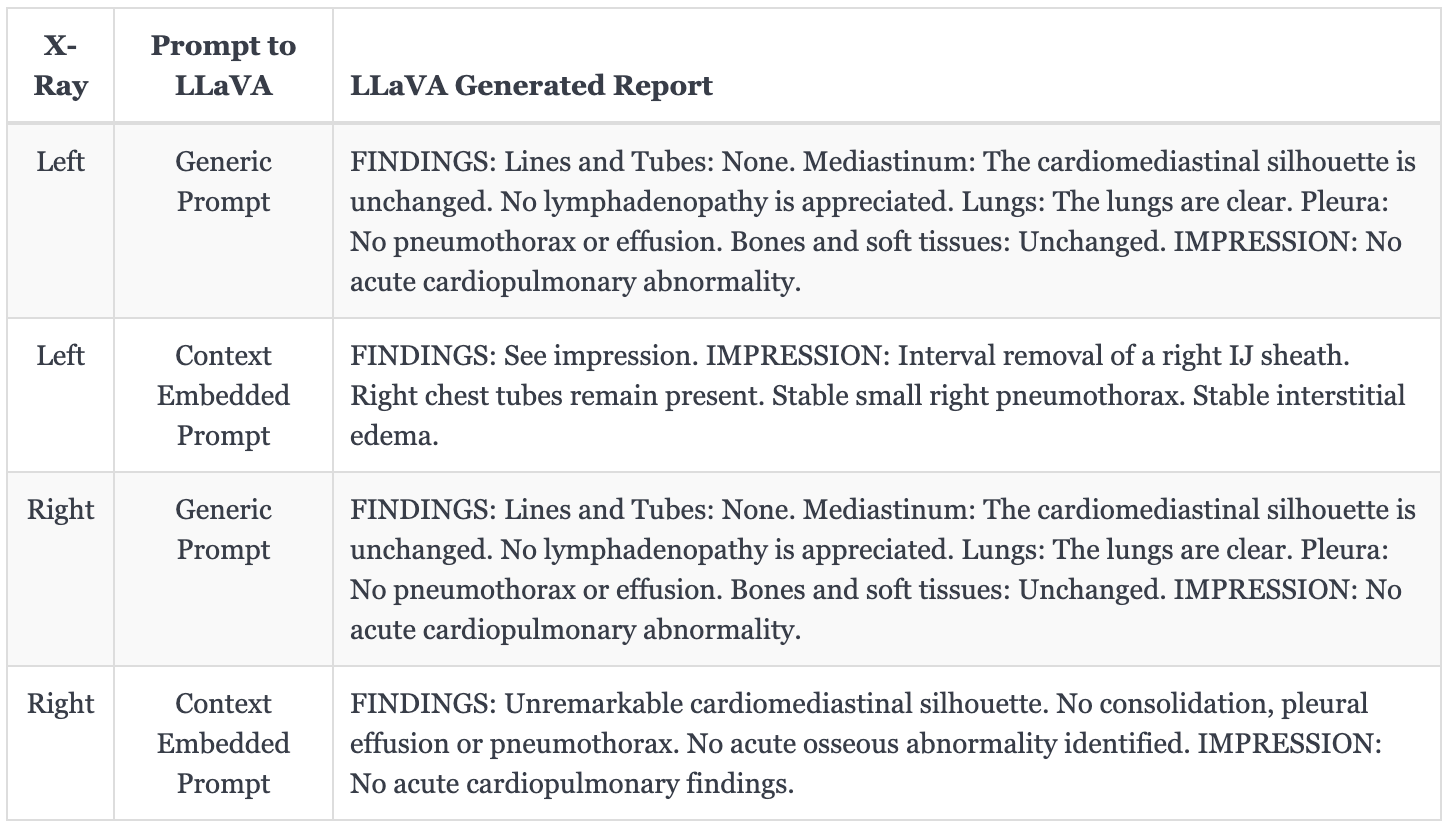 X-
Ray
Prompt to
LLaVA
LLaVA Generated Report
Left
Generic
Prompt
FINDINGS: Lines and Tubes: None. Mediastinum: The cardiomediastinal silhouette is
unchanged. No lymphadenopathy is appreciated. Lungs: The lungs are clear. Pleura:
No pneumothorax or effusion. Bones and soft tissues: Unchanged. IMPRESSION: No
acute cardiopulmonary abnormality.
Left
Context
Embedded
Prompt
FINDINGS: See impression. IMPRESSION: Interval removal of a right IJ sheath.
Right chest tubes remain present. Stable small right pneumothorax. Stable interstitial
edema.
Right
Generic
Prompt
FINDINGS: Lines and Tubes: None. Mediastinum: The cardiomediastinal silhouette is
unchanged. No lymphadenopathy is appreciated. Lungs: The lungs are clear. Pleura:
No pneumothorax or effusion. Bones and soft tissues: Unchanged. IMPRESSION: No
acute cardiopulmonary abnormality.
Right
Context
Embedded
Prompt
FINDINGS: Unremarkable cardiomediastinal silhouette. No consolidation, pleural
effusion or pneumothorax. No acute osseous abnormality identified. IMPRESSION:
No acute cardiopulmonary findings.